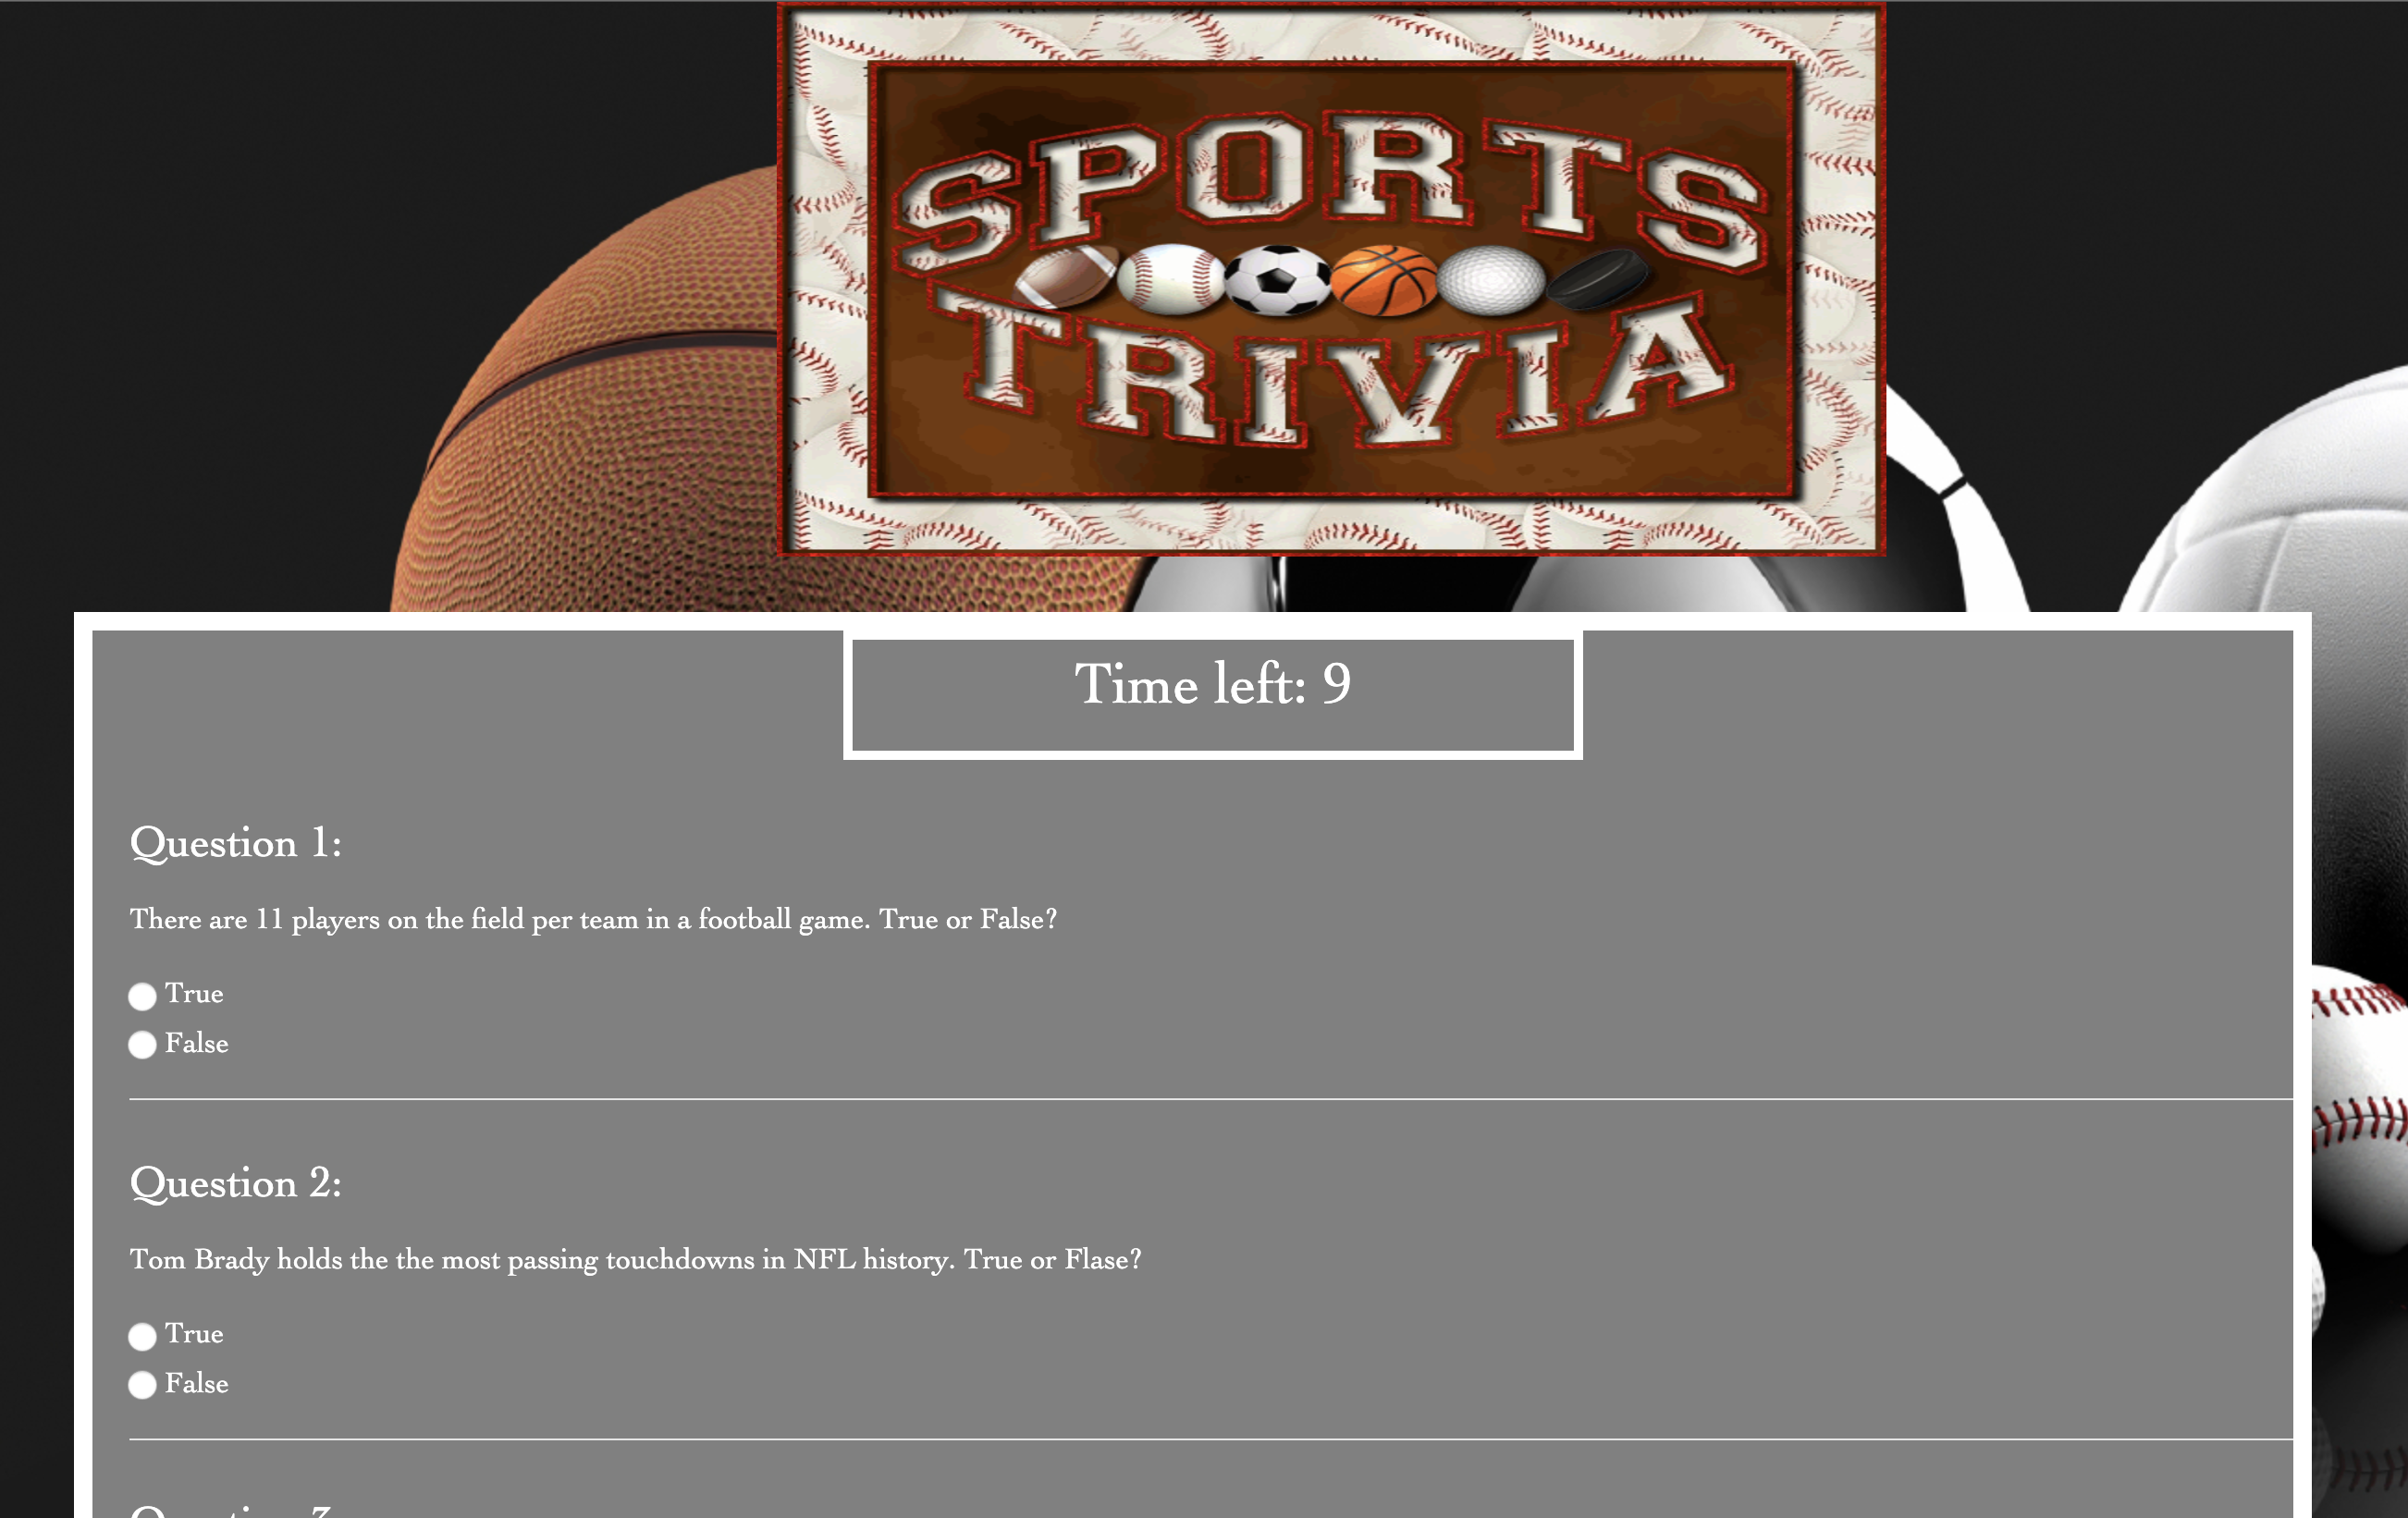 SPORTS
TRIVIA
Time left: 9
Question 1:
There are 11 players on the field per team in a football game. True or False?
True
False
Question 2:
Tom Brady holds the the most passing touchdowns in NFL history. True or Flase?
True
False